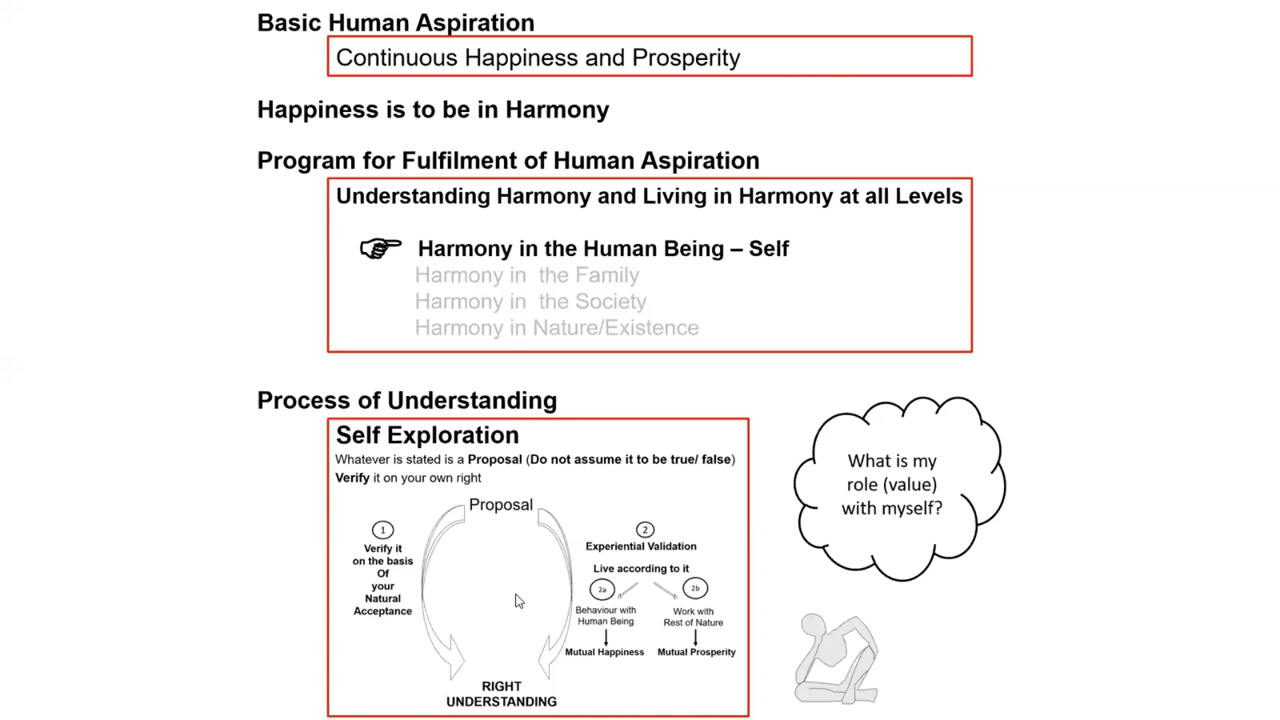 Basic Human Aspiration
Continuous Happiness and Prosperity
Happiness is to be in Harmony
Program for Fulfilment of Human Aspiration
Understanding Harmony and Living in Harmony at all Levels
Harmony in the Human Being – Self
Harmony in the Family
Harmony in the Society
Harmony in Nature/Existence
Process of Understanding
Self Exploration
Whatever is stated is a Proposal (Do not assume it to be true/ false)
Verify it on your own right
Proposal
1
Verify it
on the basis
Of
your
Natural
Acceptance
2
Experiential Validation
Live according to it
2a
Behaviour with
Human Being
Mutual Happiness
2b
Work with
Rest of Nature
Mutual Prosperity
RIGHT
UNDERSTANDING
What is my
role (value)
with myself?